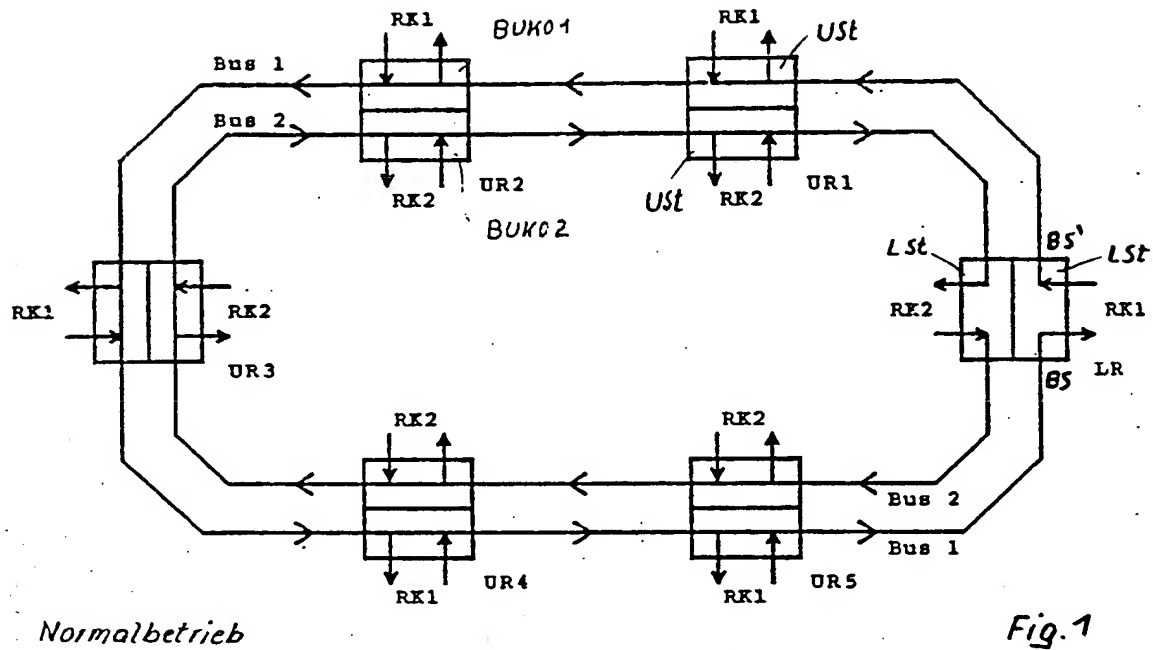 RK1
BUKO1
RK1
USt
Bus 1
Bus 2
RK2
UR2
BUKO2
USt
RK2
UR1
BS'
LSt
LSt
RK1
RK2
UR3
RK2
RK1
BS
LR
RK2
RK2
Bus 2
Bus 1
RK1
UR4
RK1
UR5
Normalbetrieb
Fig.1